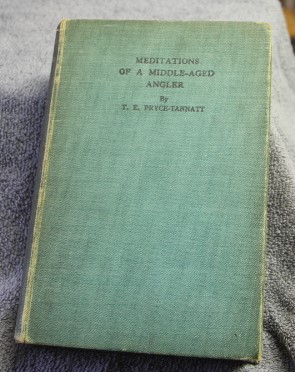 MEDITATIONS
OF A MIDDLE-AGED
ANGLER
By
T. E. PRYCE-TANNATT